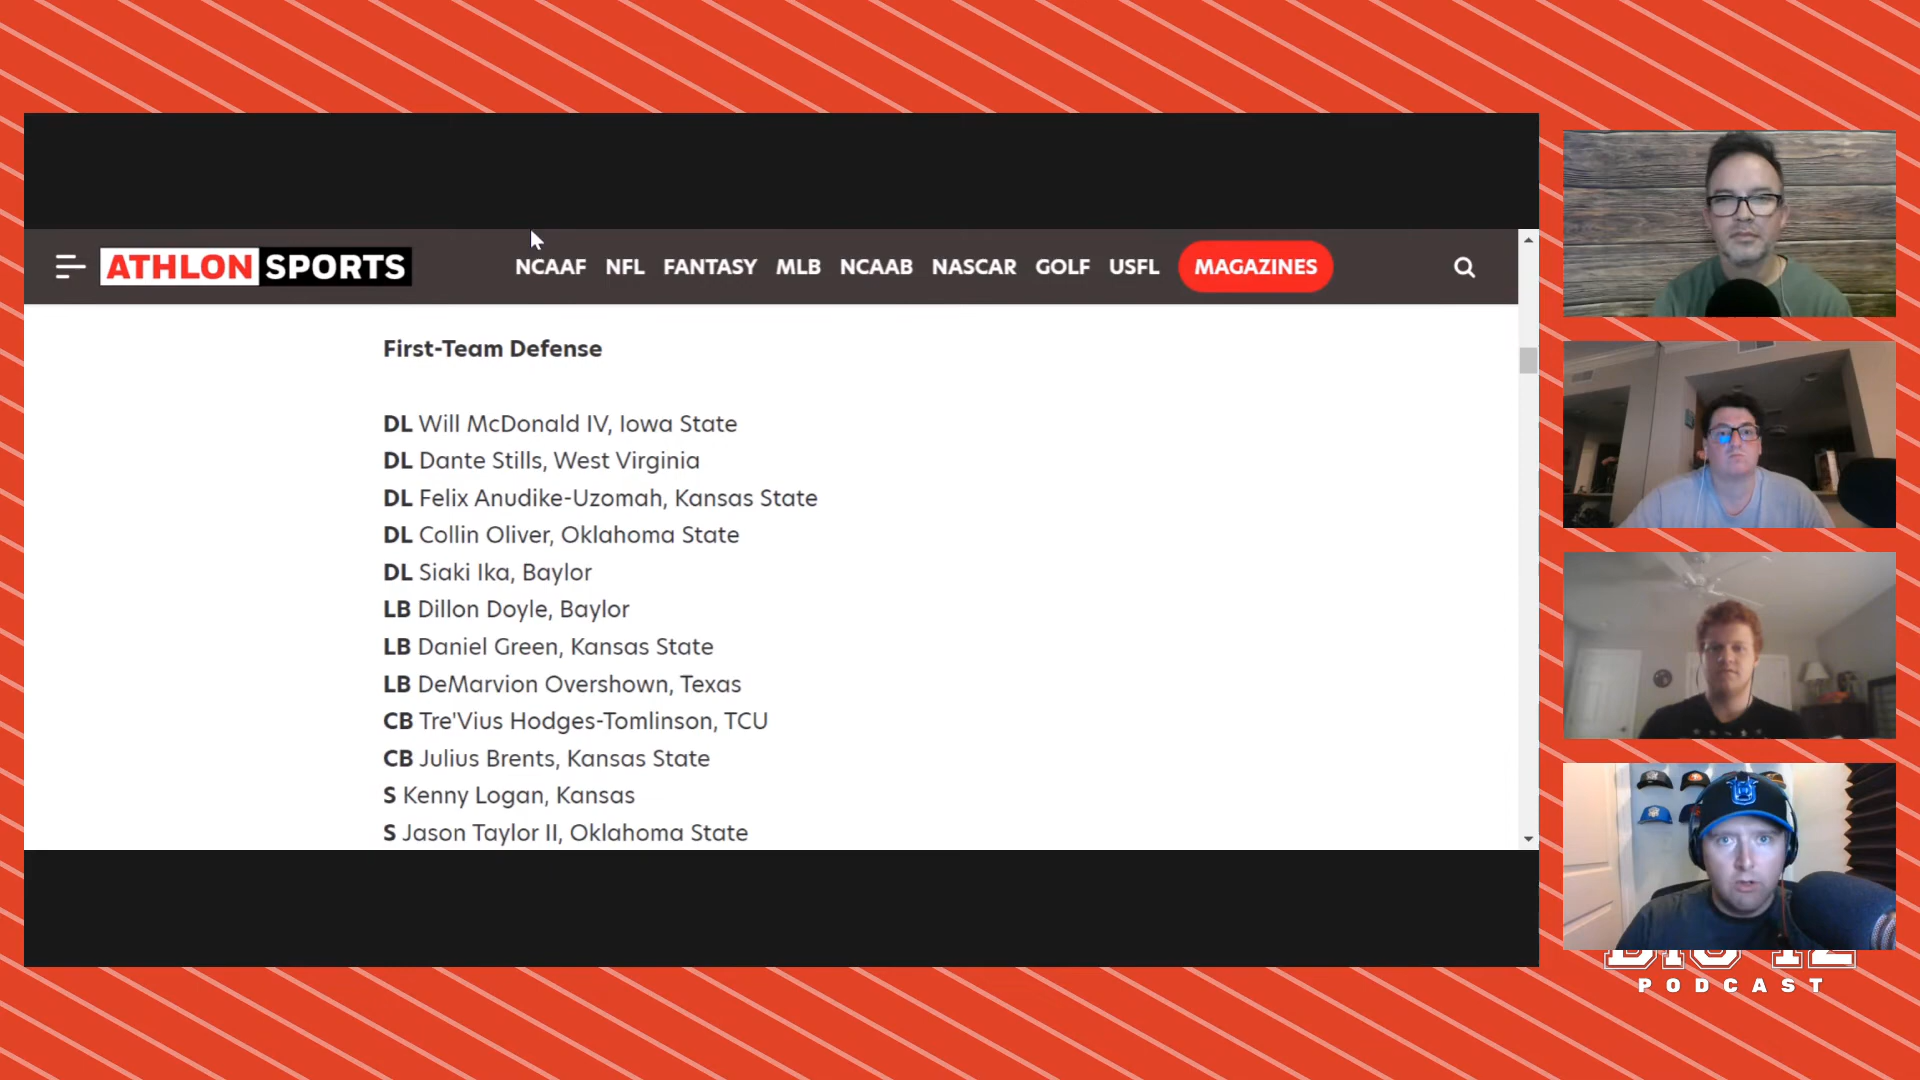 ATHLON SPORTS
NCAAF NFL FANTASY MLB NCAAB NASCAR GOLF USFL MAGAZINES
First-Team Defense
DL Will McDonald IV, Iowa State
DL Dante Stills, West Virginia
DL Felix Anudike-Uzomah, Kansas State
DL Collin Oliver, Oklahoma State
DL Siaki Ika, Baylor
LB Dillon Doyle, Baylor
LB Daniel Green, Kansas State
LB DeMarvion Overshown, Texas
CB Tre'Vius Hodges-Tomlinson, TCU
CB Julius Brents, Kansas State
S Kenny Logan, Kansas
S Jason Taylor II, Oklahoma State
BIG 12
PODCAST